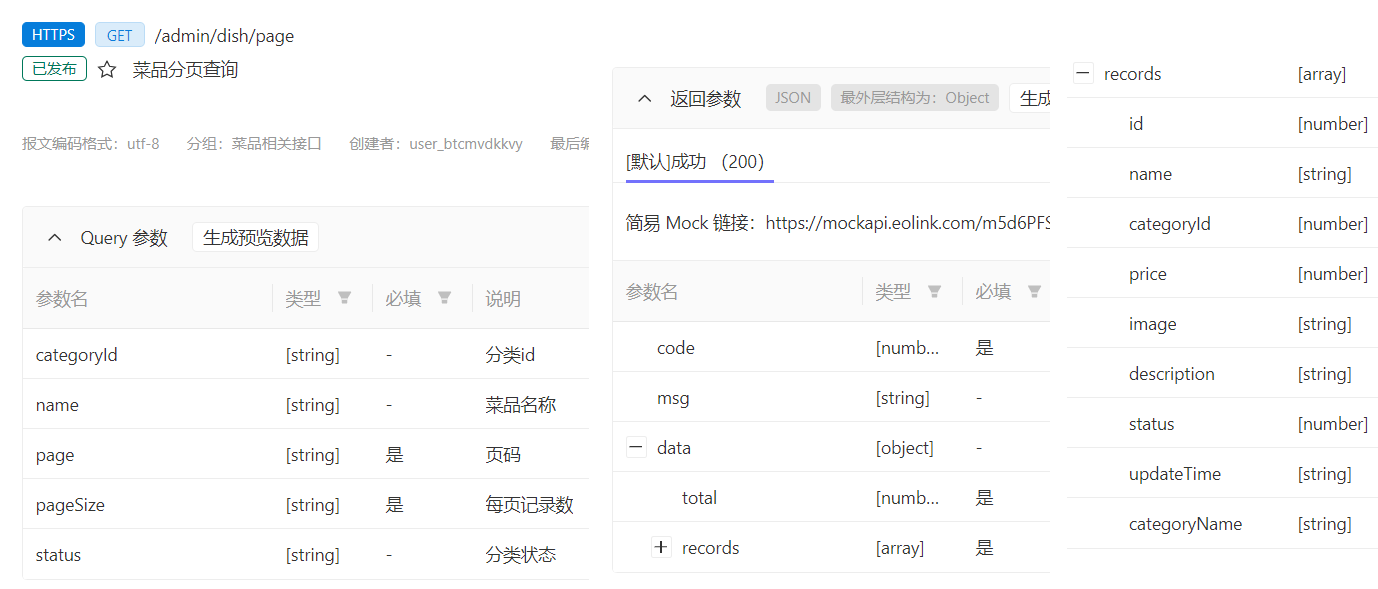 HTTPS GET /admin/dish/page
已发布 菜品分页查询
报文编码格式：utf-8 分组：菜品相关接口 创建者：user_btcmvdkkvy 最后编
Query 参数 生成预览数据
参数名 类型 必填 说明
categoryId [string] - 分类id
name [string] - 菜品名称
page [string] 是 页码
pageSize [string] 是 每页记录数
status [string] - 分类状态
返回参数 JSON 最外层结构为：Object 生成
[默认]成功 （200）
简易 Mock 链接：https://mockapi.eolink.com/m5d6PFS
参数名 类型 必填
code [numb... 是
msg [string] -
data [object] -
total [numb... 是
records [array] 是
records [array]
id [number]
name [string]
categoryId [number]
price [number]
image [string]
description [string]
status [number]
updateTime [string]
categoryName [string]